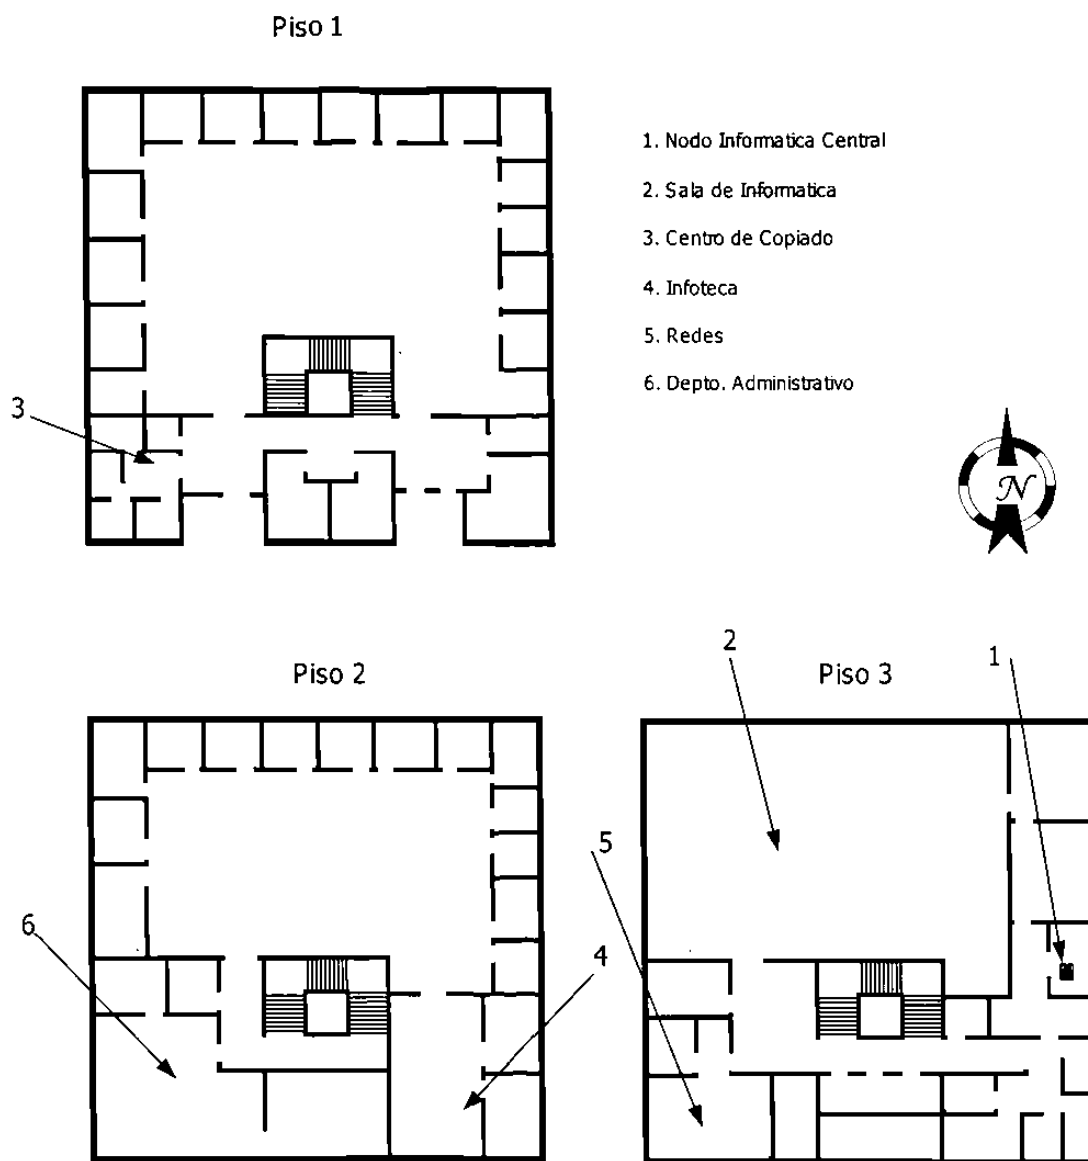 Piso 1
1. Nodo Informatica Central
2. Sala de Informatica
3. Centro de Copiado
4. Infoteca
5. Redes
6. Depto. Administrativo
3
N
Piso 2
Piso 3
2
1
5
6
4